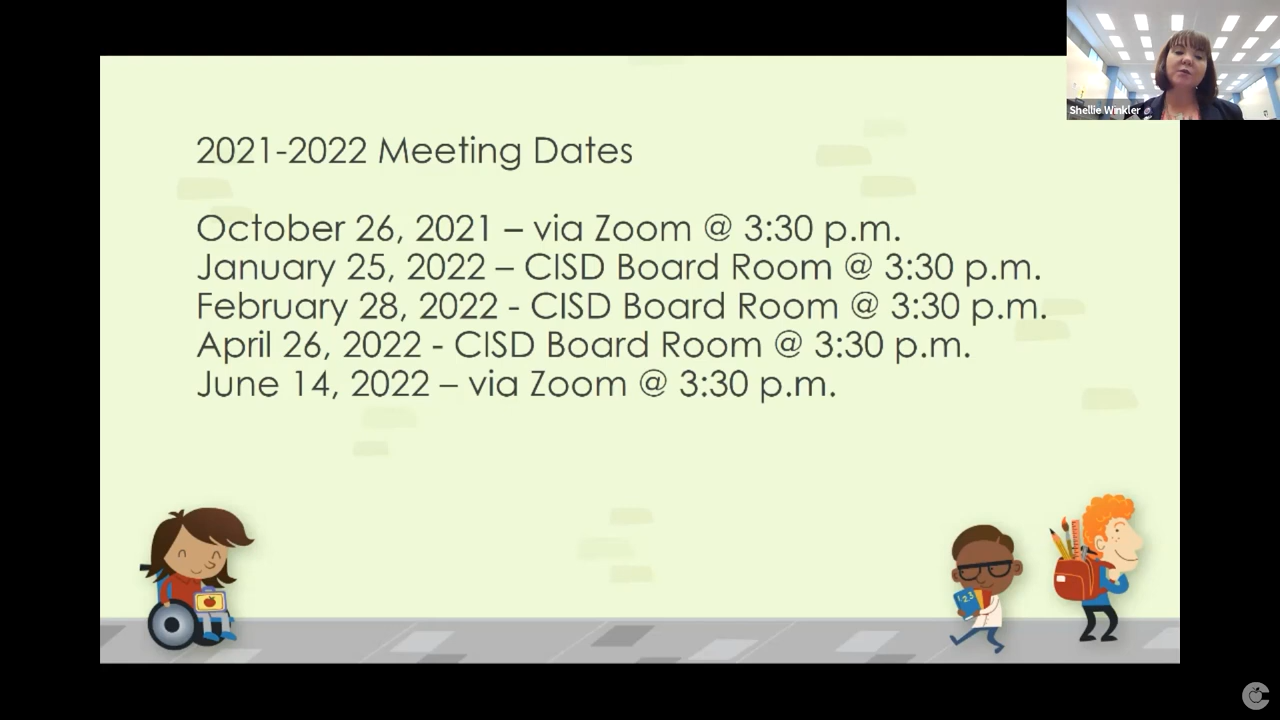 Shellie Winkler
2021-2022 Meeting Dates
October 26, 2021 – via Zoom @ 3:30 p.m.
January 25, 2022 – CISD Board Room @ 3:30 p.m.
February 28, 2022 - CISD Board Room @ 3:30 p.m.
April 26, 2022 - CISD Board Room @ 3:30 p.m.
June 14, 2022 – via Zoom @ 3:30 p.m.
123